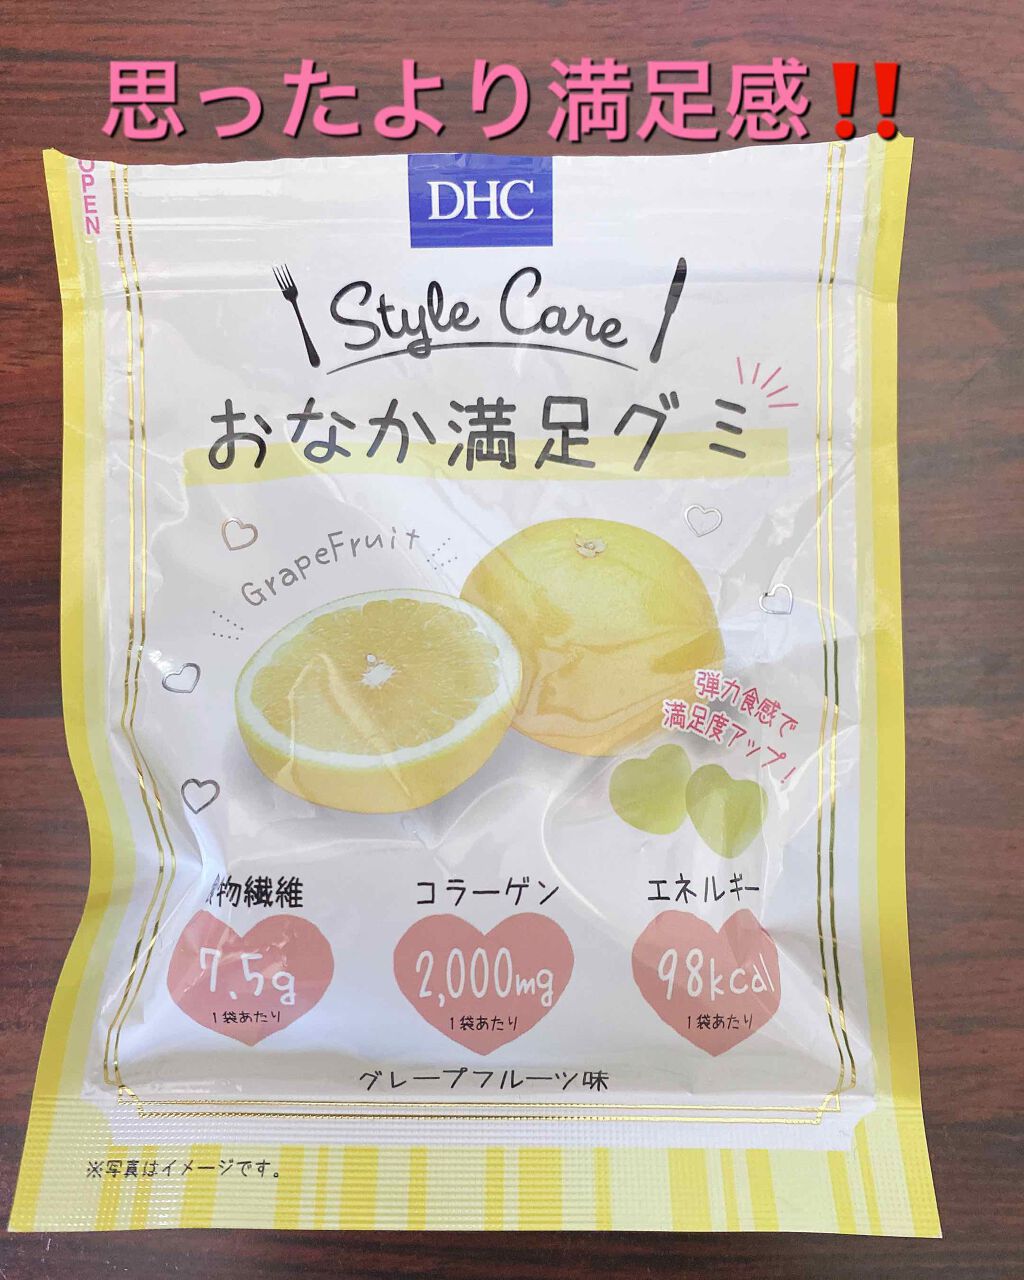 思ったより満足感‼️
OPEN
DHC
Style Care
おなか満足グミ
GrapeFruit
弾力食感で
満足度アップ!
物繊維
コラーゲン
エネルギー
7.5g
2,000mg
98kcal
1袋あたり
1袋あたり
1袋あたり
グレープフルーツ味
※写真はイメージです。